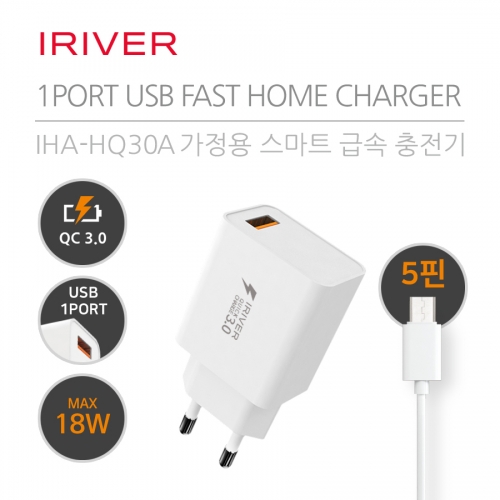 IRIVER
1PORT USB FAST HOME CHARGER
IHA-HQ30A 가정용 스마트 급속 충전기
QC 3.0
USB
1PORT
MAX
18W
IRIVER
QUICK
CHARGE 3.0
5핀